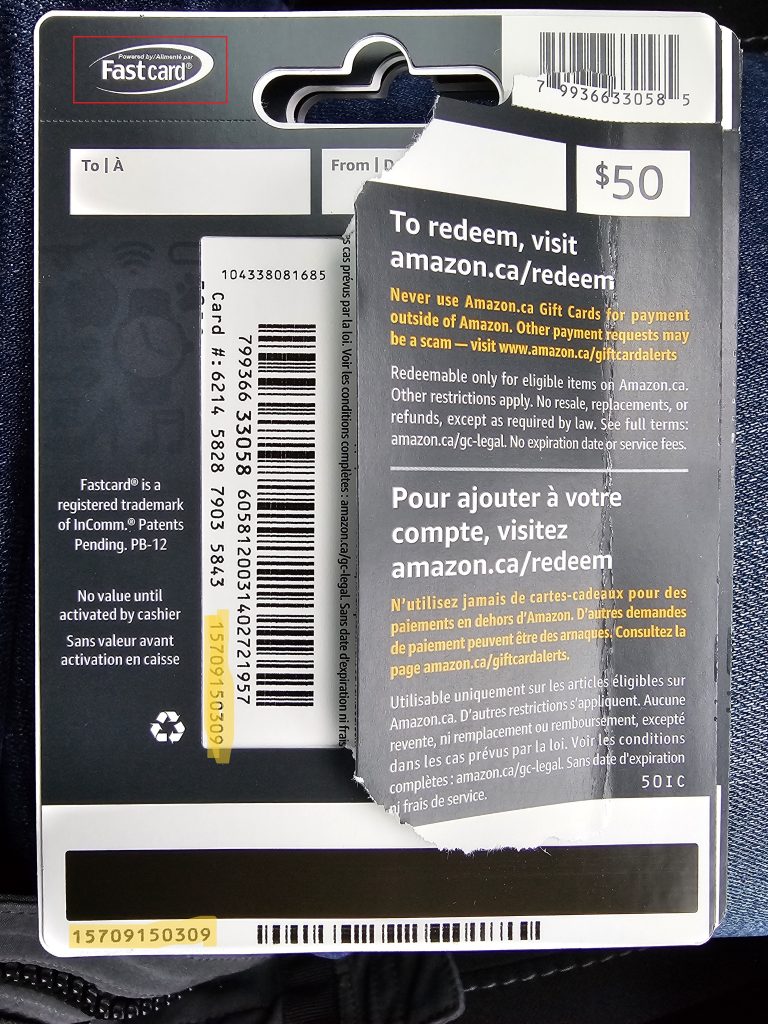 Powered by/Alimenté par
Fastcard®
7 99366 33058 5
To | À
From | D
$50
To redeem, visit
amazon.ca/redeem
Never use Amazon.ca Gift Cards for payment
outside of Amazon. Other payment requests may
be a scam — visit www.amazon.ca/giftcardalerts
Redeemable only for eligible items on Amazon.ca.
Other restrictions apply. No resale, replacements, or
refunds, except as required by law. See full terms:
amazon.ca/gc-legal. No expiration date or service fees.
Pour ajouter à votre
compte, visitez
amazon.ca/redeem
N'utilisez jamais de cartes-cadeaux pour des
paiements en dehors d'Amazon. D'autres demandes
de paiement peuvent être des arnaques. Consultez la
page amazon.ca/giftcardalerts.
Utilisable uniquement sur les articles éligibles sur
Amazon.ca. D'autres restrictions s'appliquent. Aucune
revente, ni remplacement ou remboursement, excepté
dans les cas prévus par la loi. Voir les conditions
complètes : amazon.ca/gc-legal. Sans date d'expiration
ni frais de service.
50IC
104338081685
Card #: 6214 5828 7903 5843 15709150309
799366 33058 6058120031402721957
cas prévus par la loi. Voir les conditions complètes : amazon.ca/gc-legal. Sans date d'expiration ni frais
Fastcard® is a
registered trademark
of InComm.® Patents
Pending. PB-12
No value until
activated by cashier
Sans valeur avant
activation en caisse
15709150309